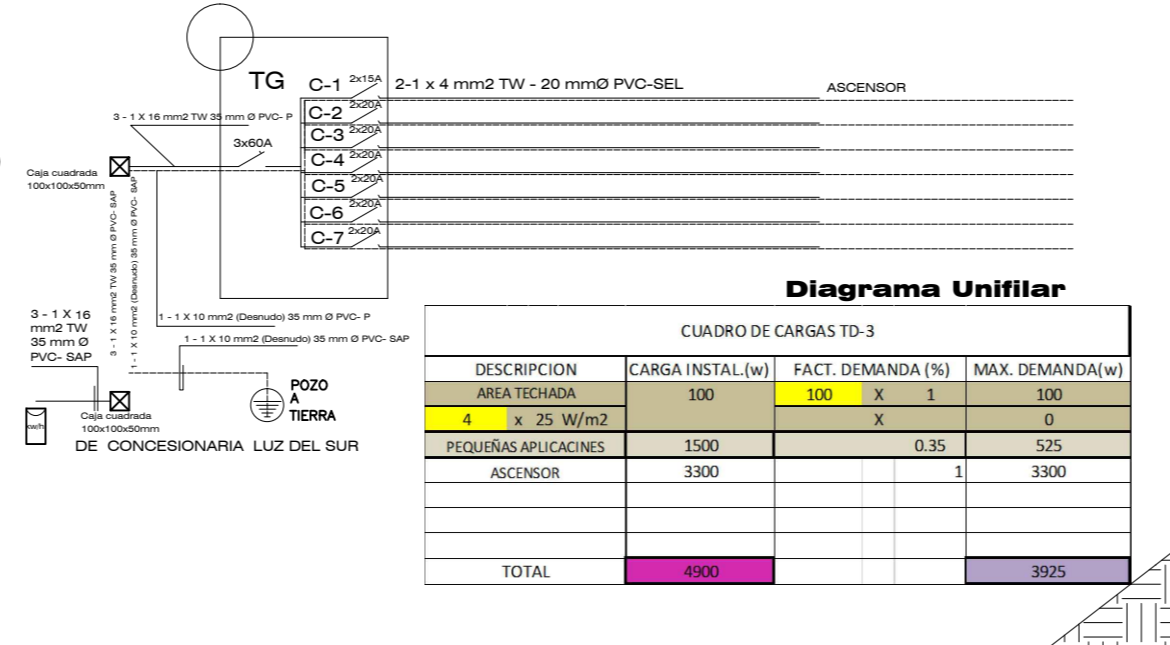 TG
C-1 2x15A 2-1 x 4 mm2 TW - 20 mmØ PVC-SEL ASCENSOR
C-2 2x20A
C-3 2x20A
C-4 2x20A
C-5 2x20A
C-6 2x20A
C-7 2x20A
3 - 1 X 16 mm2 TW 35 mm Ø PVC- P
3x60A
Caja cuadrada
100x100x50mm
3 - 1 X 16 mm2 TW 35 mm Ø PVC- SAP
1 - 1 X 10 mm2 (Desnudo) 35 mm Ø PVC- SAP
3 - 1 X 16
mm2 TW
35 mm Ø
PVC- SAP
1 - 1 X 10 mm2 (Desnudo) 35 mm Ø PVC- P
1 - 1 X 10 mm2 (Desnudo) 35 mm Ø PVC- SAP
POZO
A
TIERRA
kw/h
Caja cuadrada
100x100x50mm
DE CONCESIONARIA LUZ DEL SUR
Diagrama Unifilar
CUADRO DE CARGAS TD-3
DESCRIPCION CARGA INSTAL.(w) FACT. DEMANDA (%) MAX. DEMANDA(w)
AREA TECHADA 100 100 X 1 100
4 x 25 W/m2 X 0
PEQUEÑAS APLICACINES 1500 0.35 525
ASCENSOR 3300 1 3300
TOTAL 4900 3925